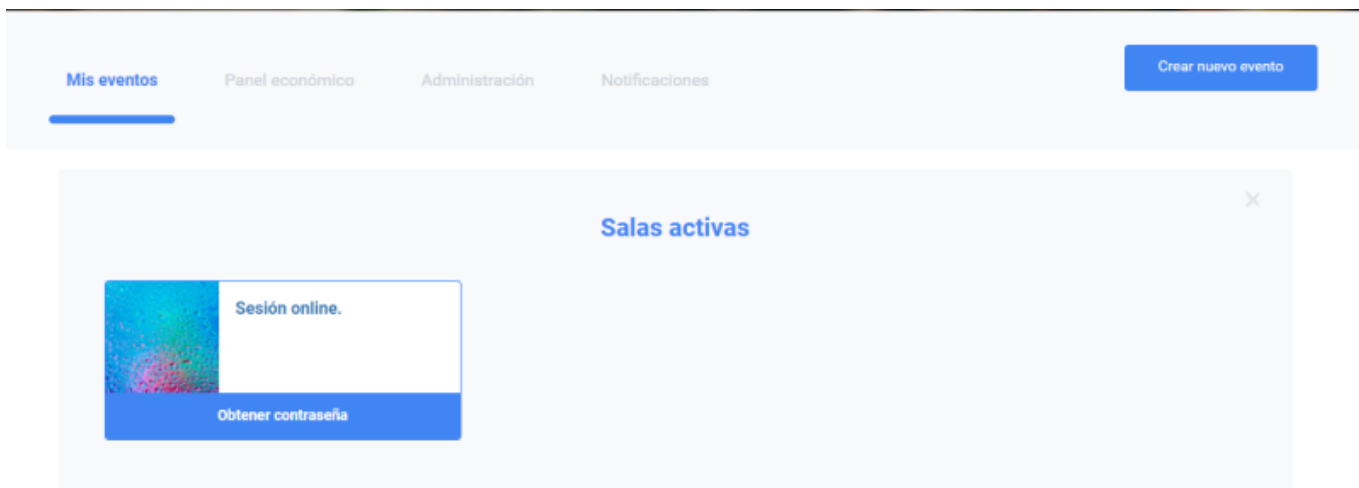 Mis eventos
Panel económico
Administración
Notificaciones
Crear nuevo evento
Salas activas
Sesión online.
Obtener contraseña